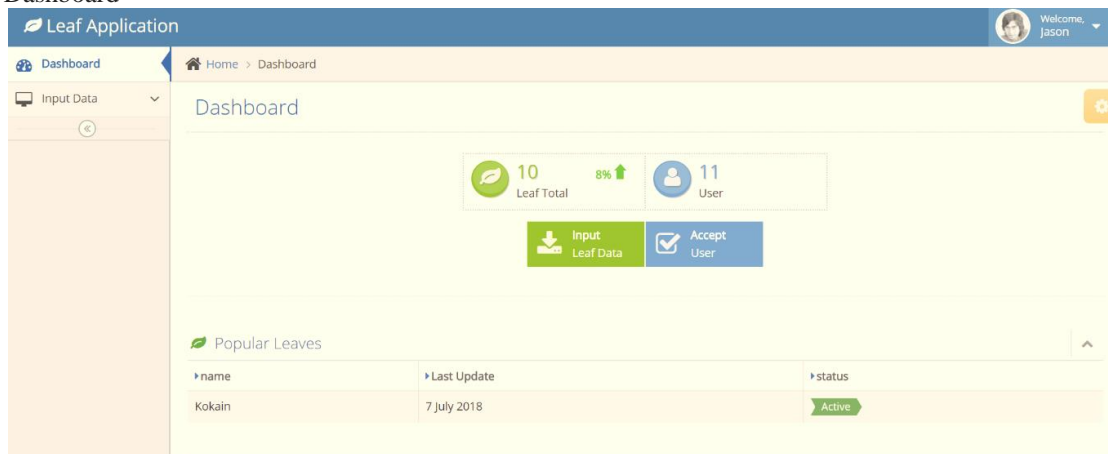 Dashboard
Leaf Application
Welcome,
Jason
Dashboard
Home > Dashboard
Input Data
Dashboard
10
8%
Leaf Total
11
User
Input
Leaf Data
Accept
User
Popular Leaves
name Last Update status
Kokain 7 July 2018 Active